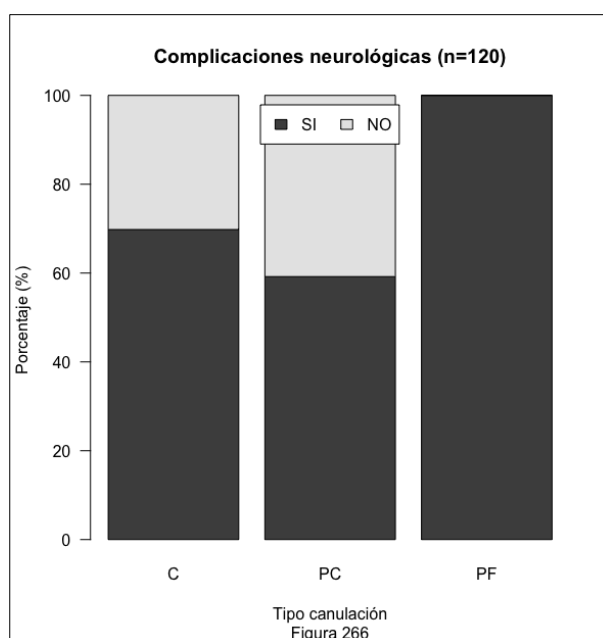 Complicaciones neurológicas (n=120)
100
80
60
40
20
0
Porcentaje (%)
SI NO
C PC PF
Tipo canulación
Figura 266